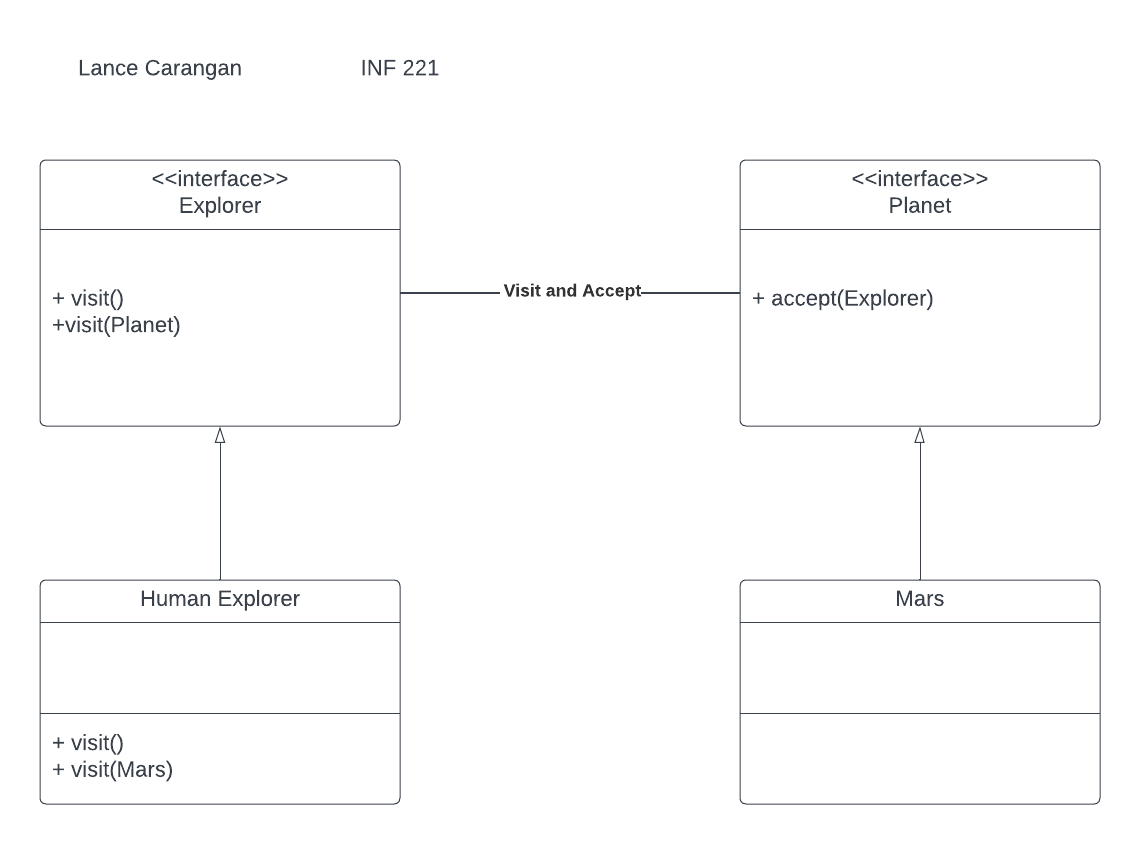 Lance Carangan
INF 221
<<interface>>
Explorer
+ visit()
+visit(Planet)
Visit and Accept
<<interface>>
Planet
+ accept(Explorer)
Human Explorer
+ visit()
+ visit(Mars)
Mars